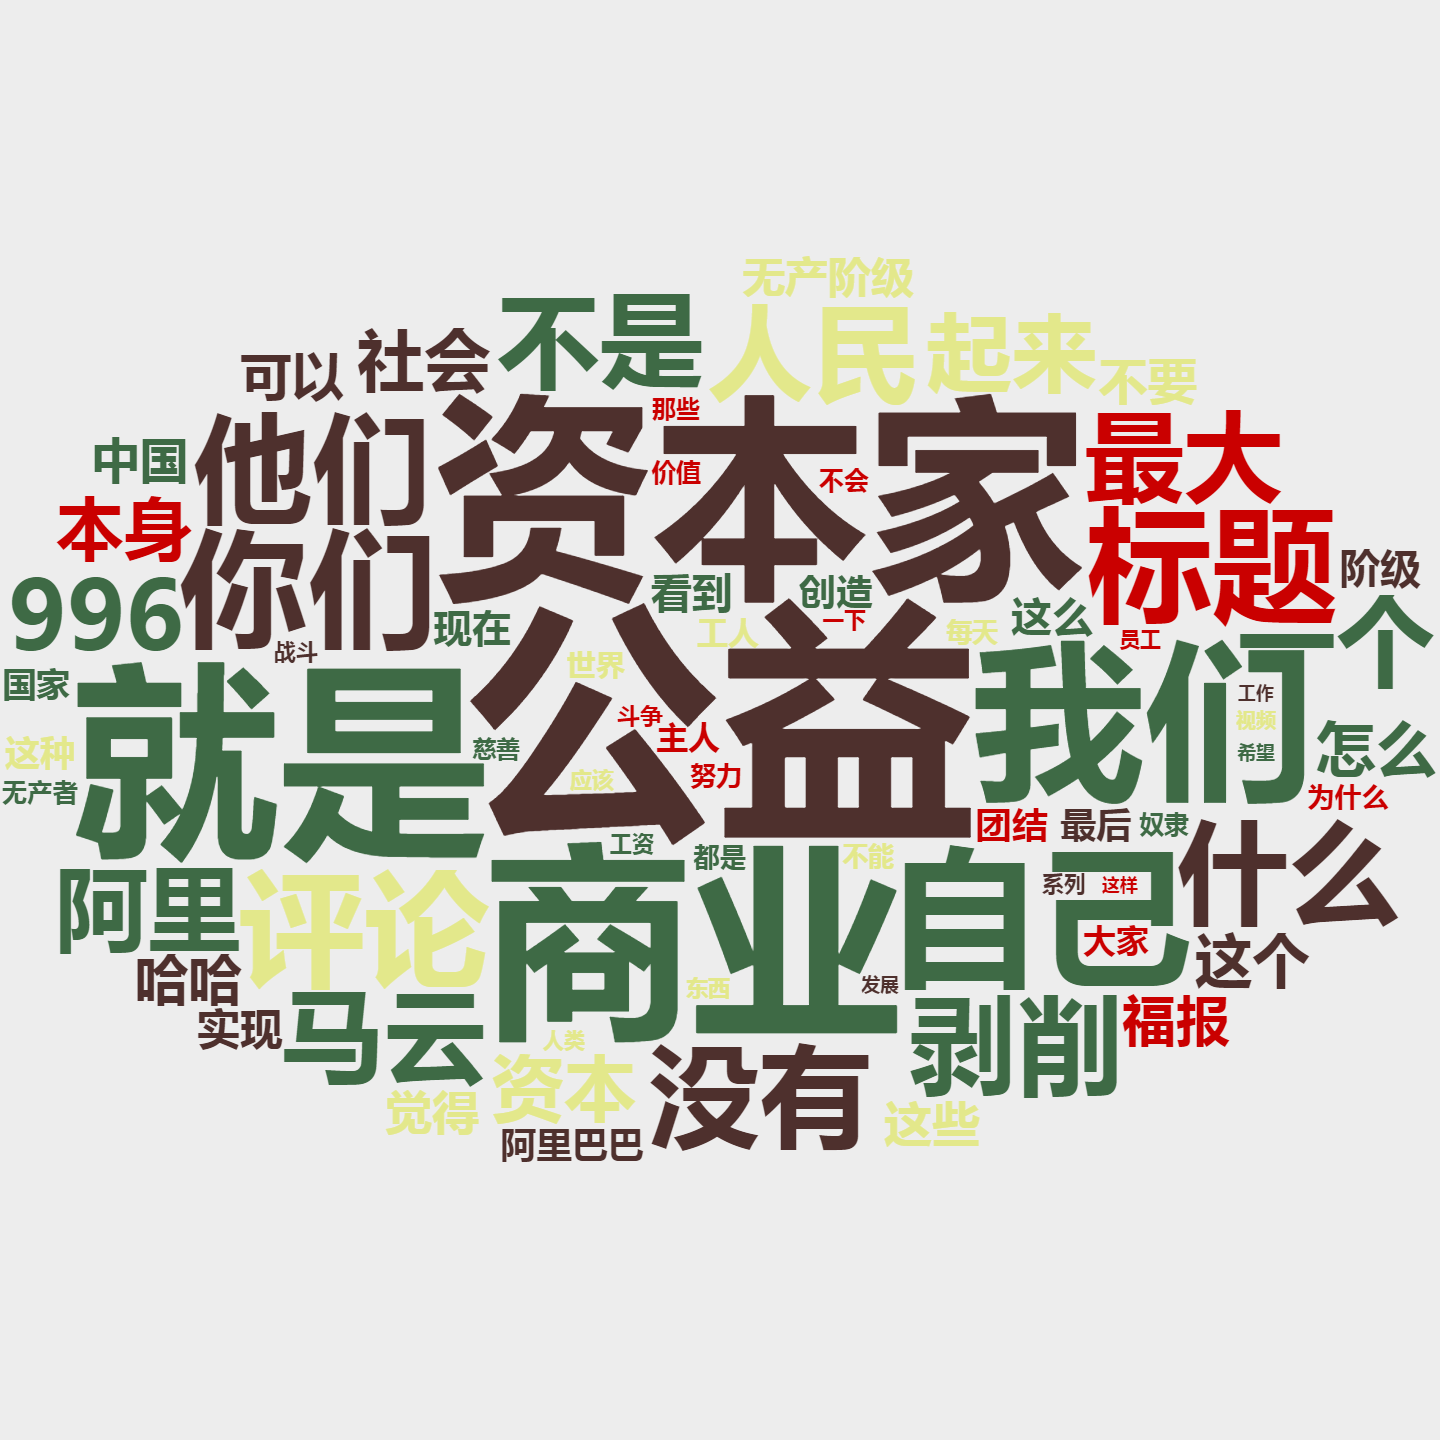 无产阶级
不是
人民
起来
社会
可以
不要
资本家
那些
他们
最大
中国
价值
不会
本身
标题
你们
阶级
996
看到
创造
这么
一个
现在
工人
一下
每天
员工
战斗
世界
我们
国家
就是
公益
工作
斗争
视频
主人
慈善
希望
怎么
这种
努力
应该
无产者
为什么
团结
最后
奴隶
什么
工资
都是
不能
商业
自己
阿里
评论
系列
这样
大家
这个
哈哈
东西
发展
马云
剥削
福报
实现
人类
没有
资本
觉得
这些
阿里巴巴